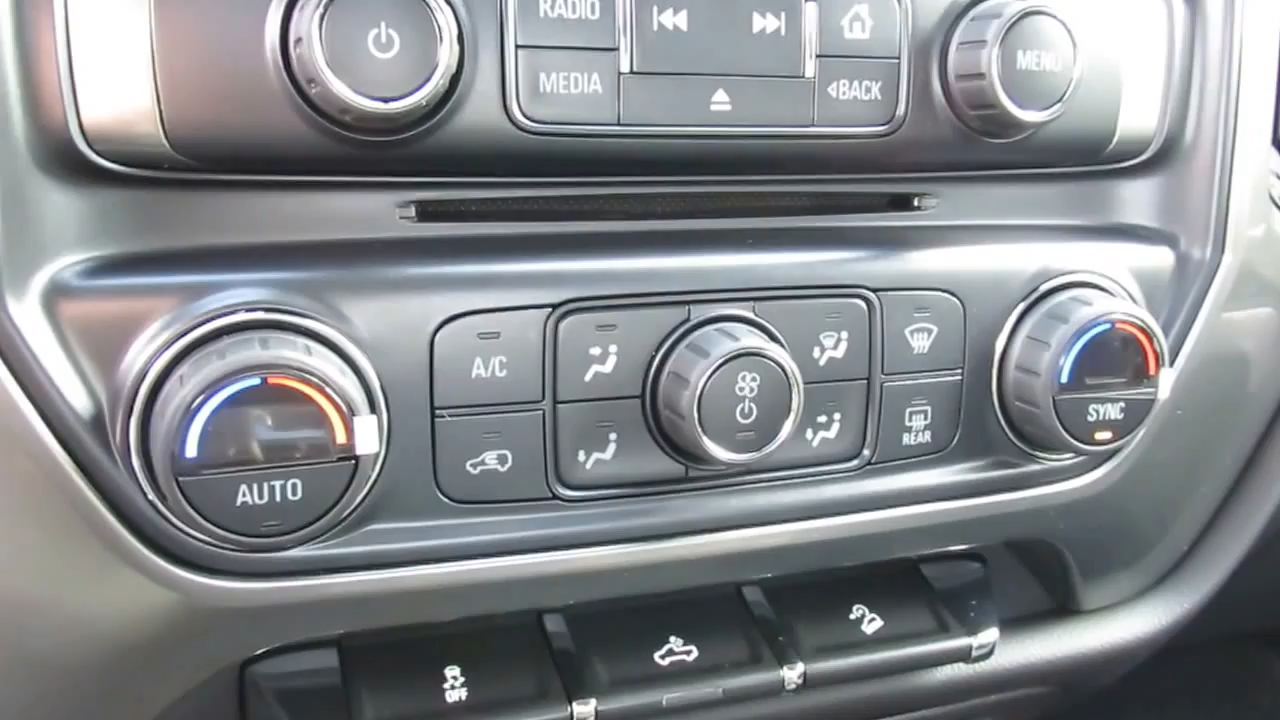 RADIO
MEDIA
BACK
MENU
A/C
AUTO
REAR
SYNC
OFF